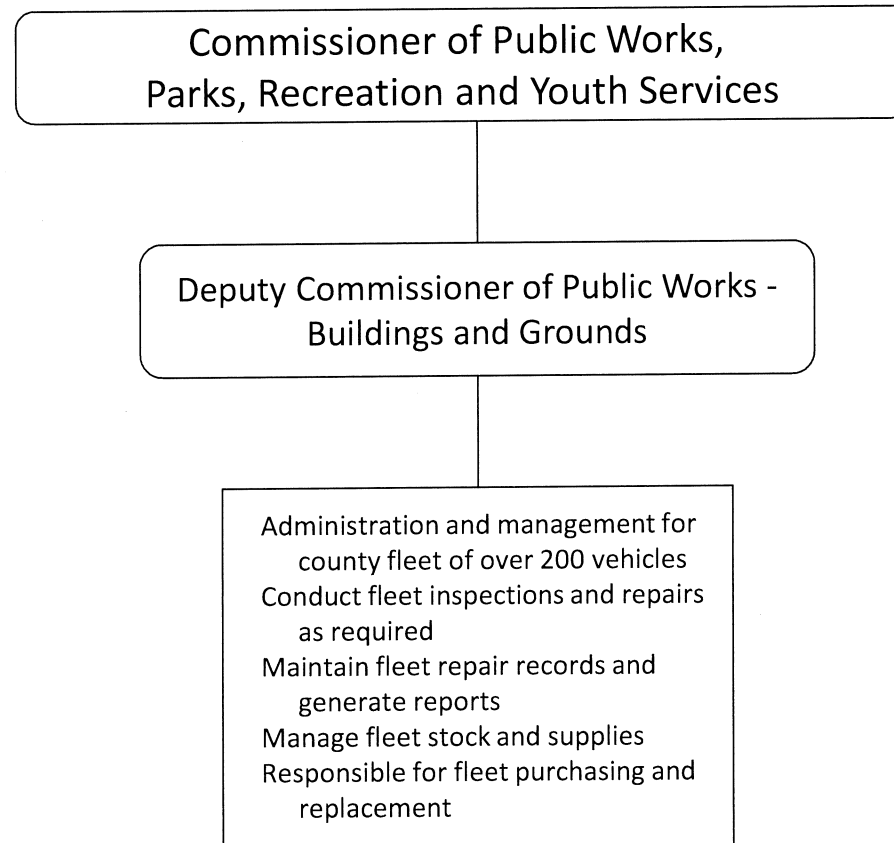 Commissioner of Public Works,
Parks, Recreation and Youth Services
Deputy Commissioner of Public Works -
Buildings and Grounds
Administration and management for
county fleet of over 200 vehicles
Conduct fleet inspections and repairs
as required
Maintain fleet repair records and
generate reports
Manage fleet stock and supplies
Responsible for fleet purchasing and
replacement